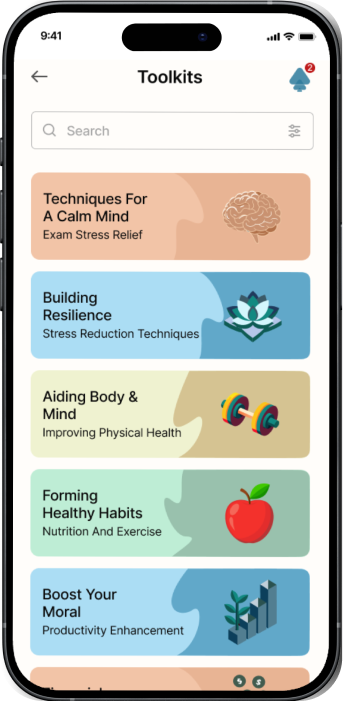 9:41
Toolkits
2
Search
Techniques For
A Calm Mind
Exam Stress Relief
Building
Resilience
Stress Reduction Techniques
Aiding Body &
Mind
Improving Physical Health
Forming
Healthy Habits
Nutrition And Exercise
Boost Your
Moral
Productivity Enhancement